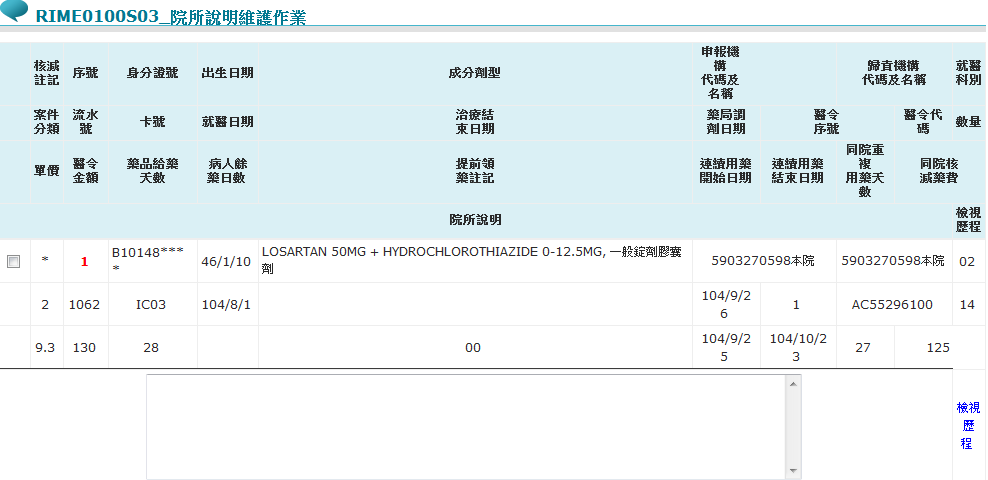 RIME0100S03_院所說明維護作業
核減
註記
序號
身分證號
出生日期
成分劑型
申報機
構
代碼及
名稱
歸責機構
代碼及名稱
就醫
科別
案件
分類
流水
號
卡號
就醫日期
治療結
束日期
藥局調
劑日期
醫令
序號
醫令代
碼
數量
單價
醫令
金額
藥品給藥
天數
病人餘
藥日數
提前領
藥註記
連續用藥
開始日期
連續用藥
結束日期
同院重
複
用藥天
數
同院核
減藥費
院所說明
檢視
歷程
*
1
B10148***
*
46/1/10
LOSARTAN 50MG + HYDROCHLOROTHIAZIDE 0-12.5MG, 一般錠劑膠囊
劑
5903270598本院
5903270598本院
02
2
1062
IC03
104/8/1
104/9/2
6
1
AC55296100
14
9.3
130
28
00
104/9/2
5
104/10/2
3
27
125
檢視
歷
程